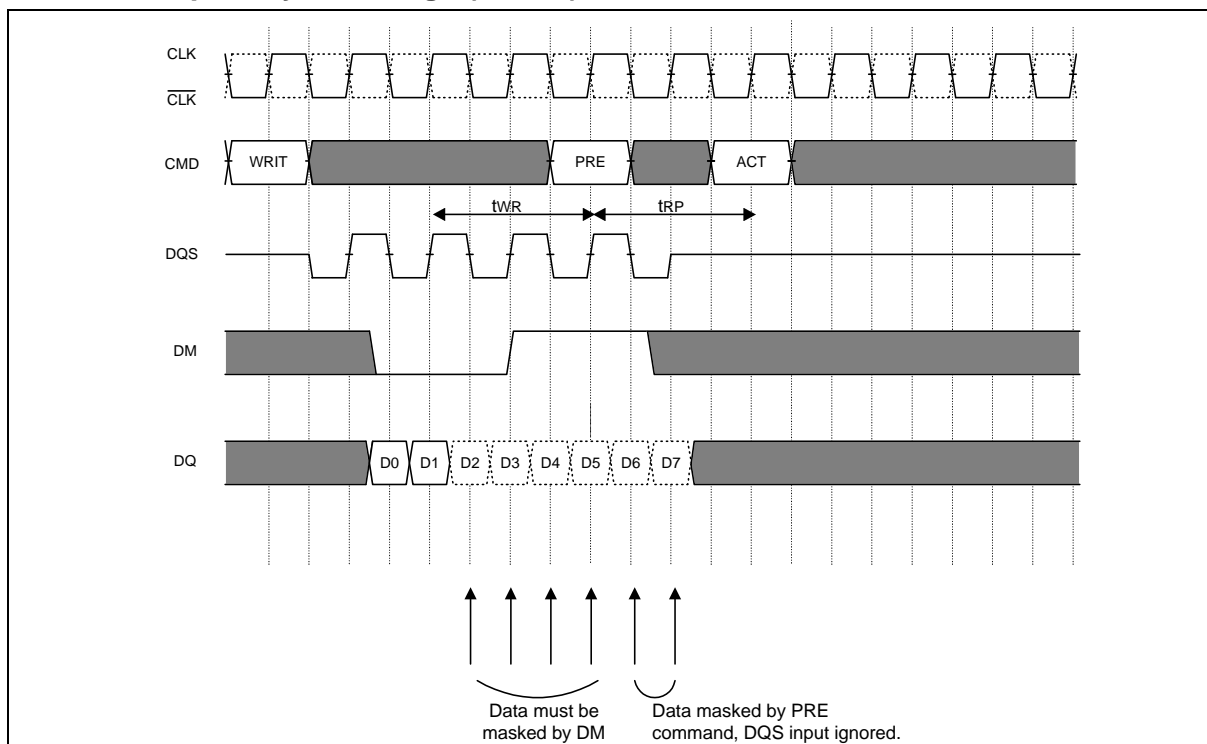 CLK
CLK
CMD
WRIT
PRE
ACT
tWR
tRP
DQS
DM
DQ
D0 D1 D2 D3 D4 D5 D6 D7
Data must be
masked by DM
Data masked by PRE
command, DQS input ignored.